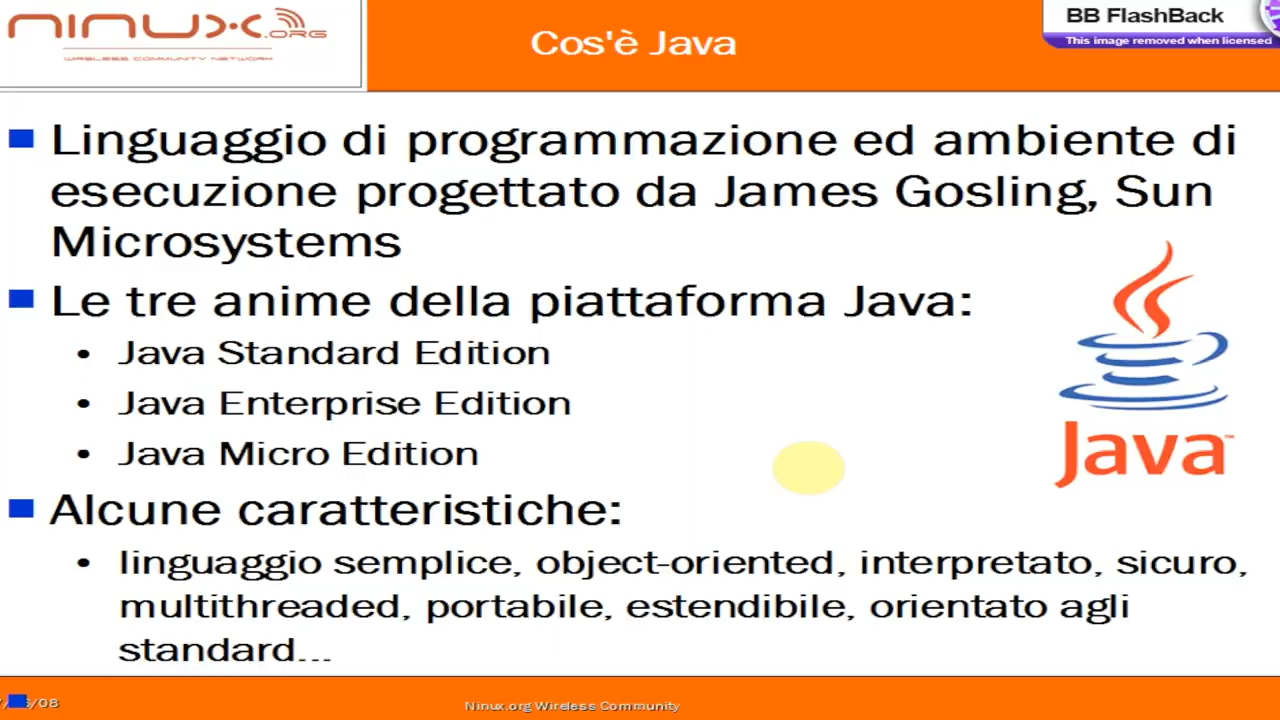 NINUX.ORG
WIRELESS COMMUNITY NETWORK
Cos'è Java
BB FlashBack
This image removed when licensed
Linguaggio di programmazione ed ambiente di
esecuzione progettato da James Gosling, Sun
Microsystems
Le tre anime della piattaforma Java:
• Java Standard Edition
• Java Enterprise Edition
• Java Micro Edition
Java™
Alcune caratteristiche:
• linguaggio semplice, object-oriented, interpretato, sicuro,
multithreaded, portabile, estendibile, orientato agli
standard...
/08
Ninux.org Wireless Community